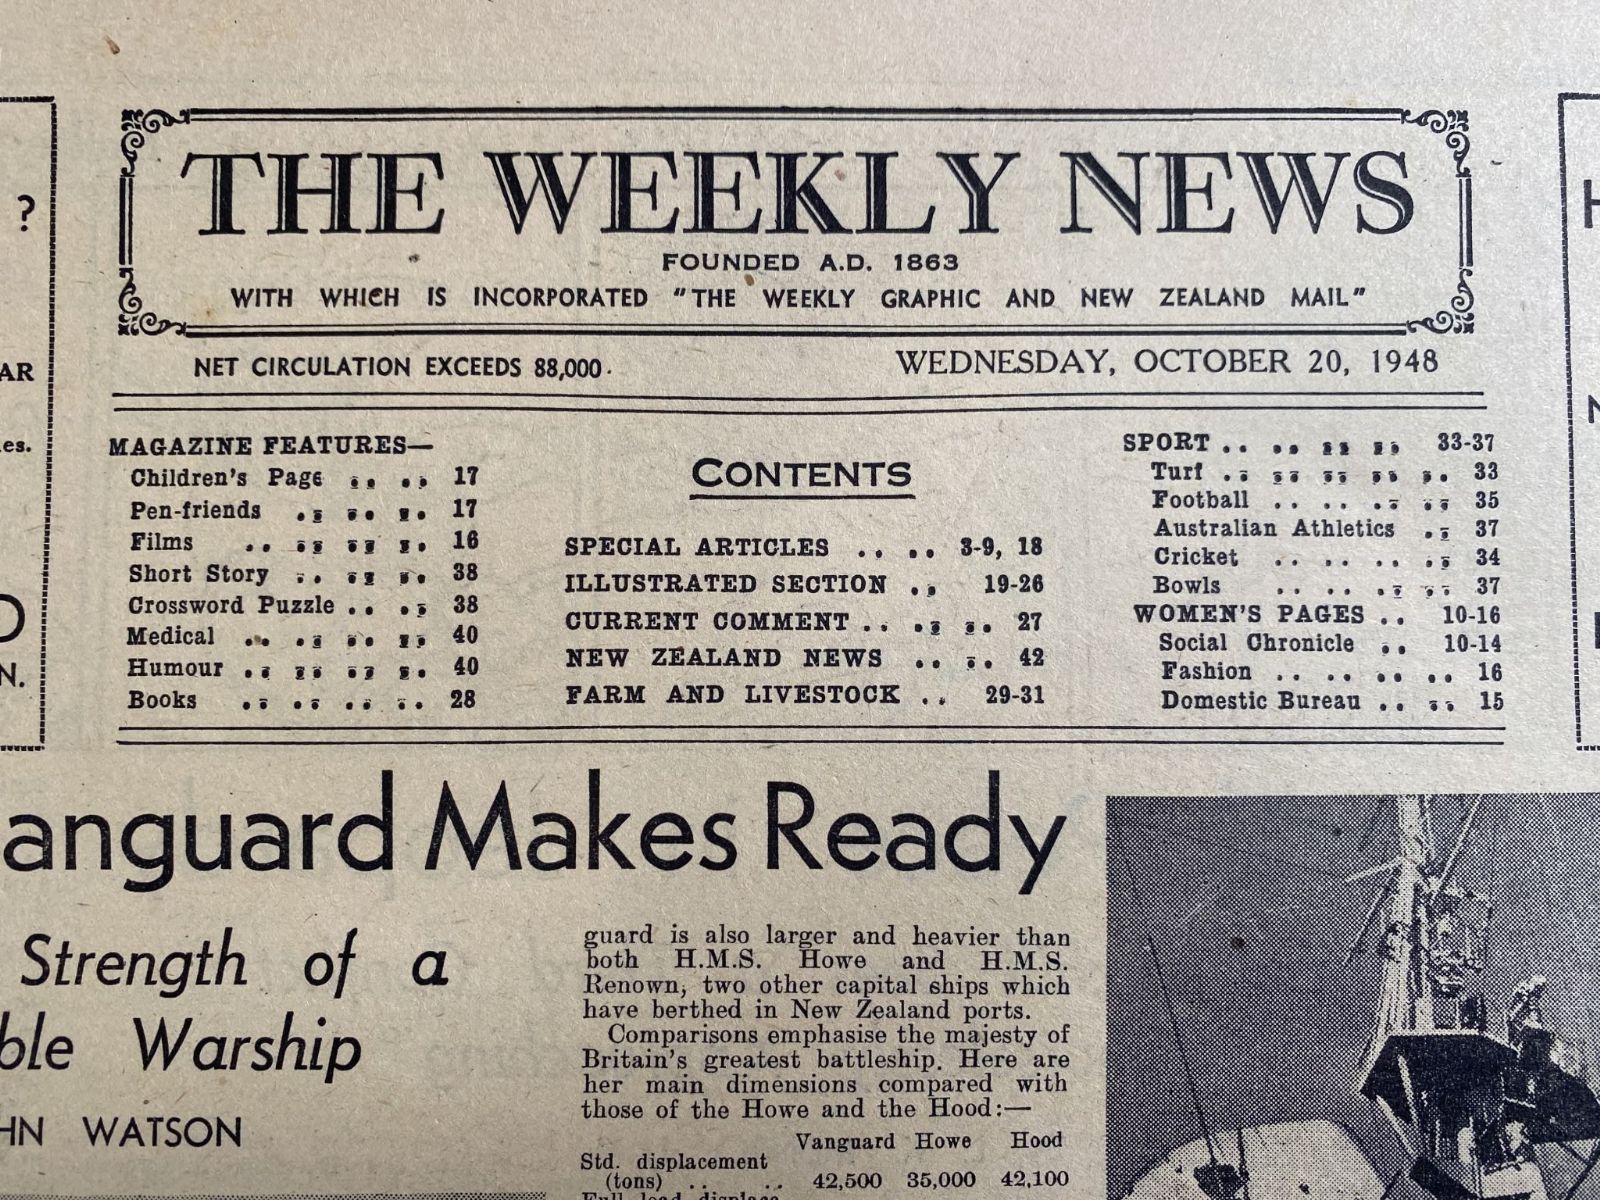 THE WEEKLY NEWS
FOUNDED A.D. 1863
WITH WHICH IS INCORPORATED "THE WEEKLY GRAPHIC AND NEW ZEALAND MAIL"
NET CIRCULATION EXCEEDS 88,000.
WEDNESDAY, OCTOBER 20, 1948
MAGAZINE FEATURES—
Children's Page .. .. 17
Pen-friends .. .. .. 17
Films .. .. .. .. 16
Short Story .. .. .. 38
Crossword Puzzle .. .. 38
Medical .. .. .. .. 40
Humour .. .. .. .. 40
Books .. .. .. .. 28
CONTENTS
SPECIAL ARTICLES .. .. 3-9, 18
ILLUSTRATED SECTION .. 19-26
CURRENT COMMENT .. .. .. 27
NEW ZEALAND NEWS .. .. 42
FARM AND LIVESTOCK .. 29-31
SPORT .. .. .. .. 33-37
Turf .. .. .. .. .. 33
Football .. .. .. .. 35
Australian Athletics .. 37
Cricket .. .. .. .. 34
Bowls .. .. .. .. 37
WOMEN'S PAGES .. 10-16
Social Chronicle .. 10-14
Fashion .. .. .. .. 16
Domestic Bureau .. .. 15
?
AR
es.
N.
anguard Makes Ready
Strength of a
ble Warship
HN WATSON
guard is also larger and heavier than
both H.M.S. Howe and H.M.S.
Renown, two other capital ships which
have berthed in New Zealand ports.
Comparisons emphasise the majesty of
Britain's greatest battleship. Here are
her main dimensions compared with
those of the Howe and the Hood:—
Vanguard Howe Hood
Std. displacement
(tons) .. .. 42,500 35,000 42,100